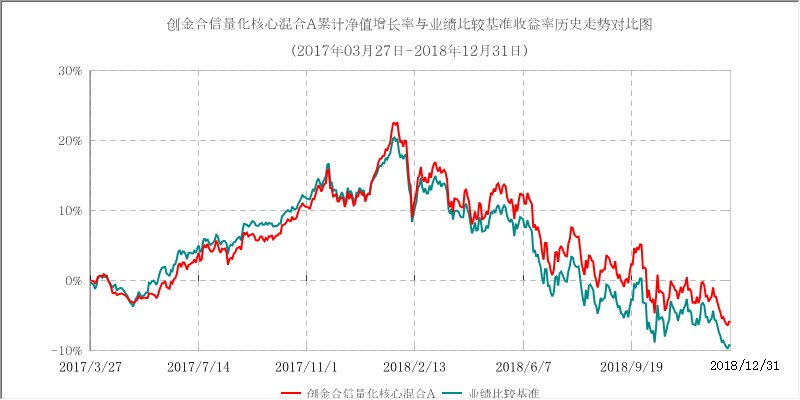 创金合信量化核心混合A累计净值增长率与业绩比较基准收益率历史走势对比图
(2017年03月27日-2018年12月31日)
30%
20%
10%
0%
-10%
2017/3/27 2017/7/14 2017/11/1 2018/2/13 2018/6/7 2018/9/19 2018/12/31
创金合信量化核心混合A 业绩比较基准